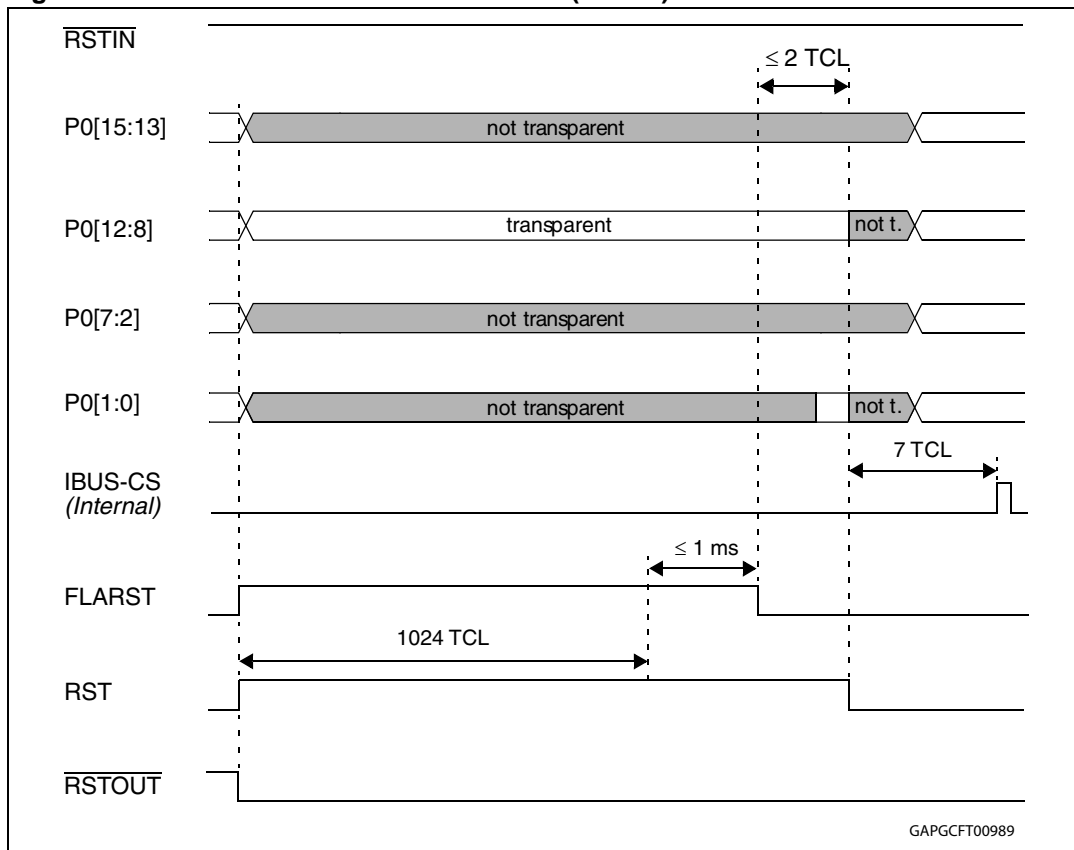 RSTIN
≤ 2 TCL
P0[15:13]
not transparent
P0[12:8]
transparent
not t.
P0[7:2]
not transparent
P0[1:0]
not transparent
not t.
7 TCL
IBUS-CS
(Internal)
≤ 1 ms
FLARST
1024 TCL
RST
RSTOUT
GAPGCFT00989